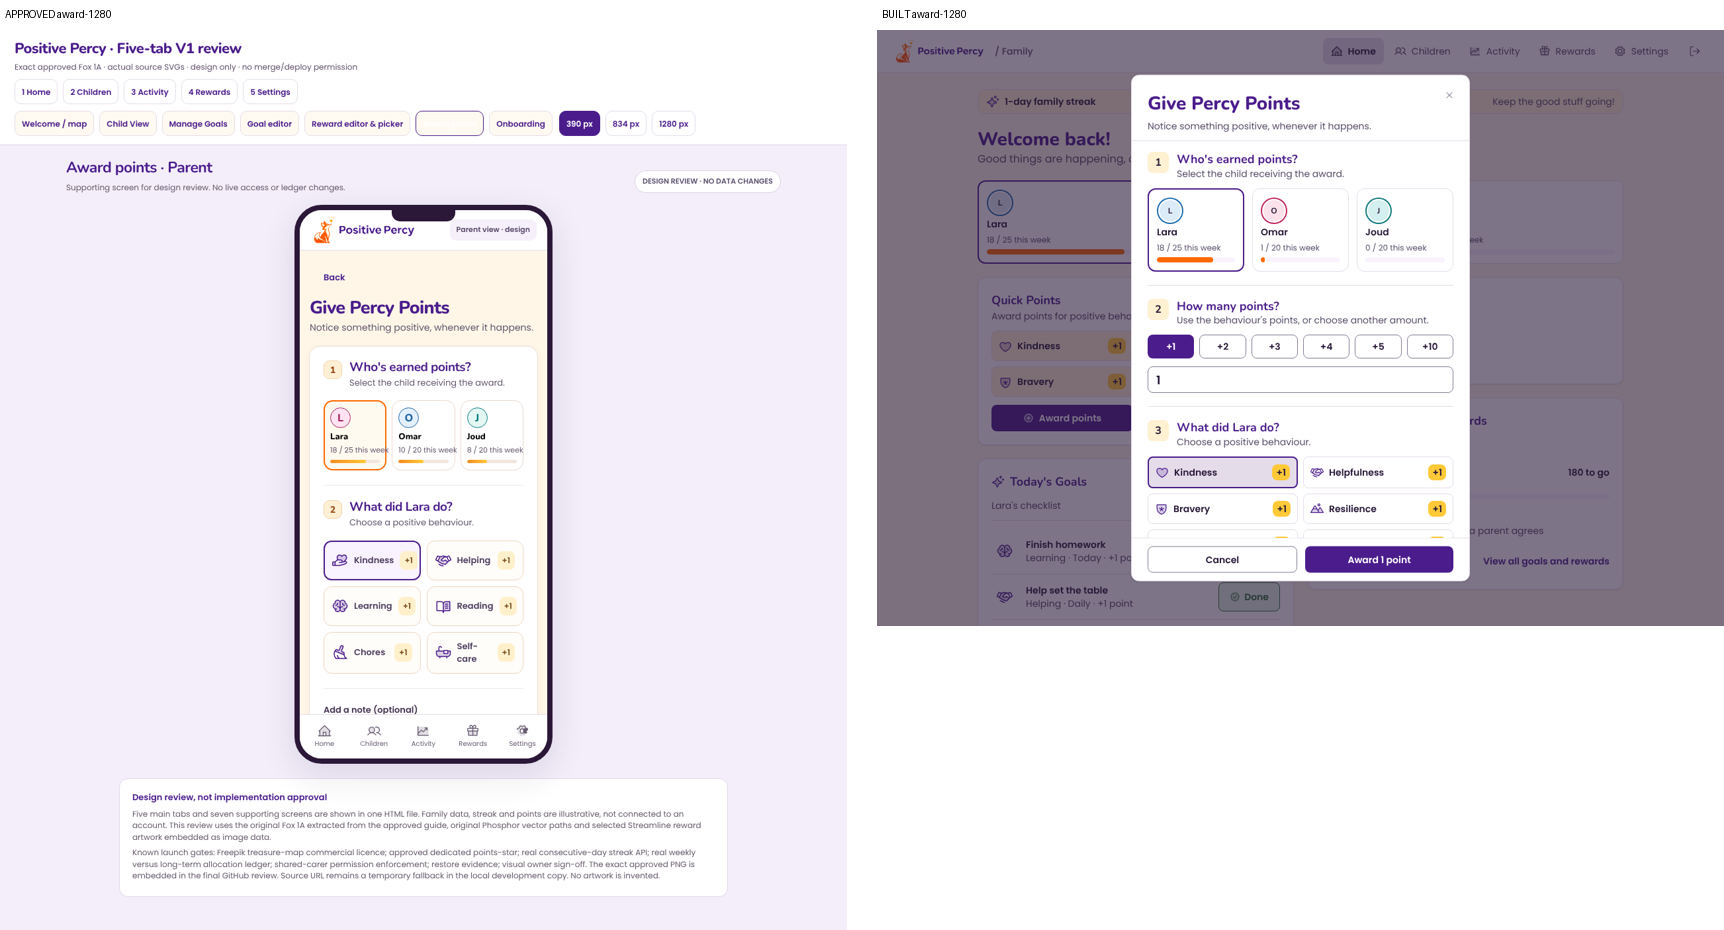 APPROVED award-1280
Positive Percy · Five-tab V1 review
Exact approved Fox 1A · actual source SVGs · design only · no merge/deploy permission
1 Home
2 Children
3 Activity
4 Rewards
5 Settings
Welcome / map
Child View
Manage Goals
Goal editor
Reward editor & picker
Onboarding
390 px
834 px
1280 px
Award points · Parent
Supporting screen for design review. No live access or ledger changes.
DESIGN REVIEW · NO DATA CHANGES
Positive Percy
Parent view · design
Back
Give Percy Points
Notice something positive, whenever it happens.
1
Who's earned points?
Select the child receiving the award.
L
Lara
18 / 25 this week
O
Omar
10 / 20 this week
J
Joud
8 / 20 this week
2
What did Lara do?
Choose a positive behaviour.
Kindness +1
Helping +1
Learning +1
Reading +1
Chores +1
Self-
care +1
Add a note (optional)
Home
Children
Activity
Rewards
Settings
Design review, not implementation approval
Five main tabs and seven supporting screens are shown in one HTML file. Family data, streak and points are illustrative, not connected to an
account. This review uses the original Fox 1A extracted from the approved guide, original Phosphor vector paths and selected Streamline reward
artwork embedded as image data.
Known launch gates: Freepik treasure-map commercial licence; approved dedicated points-star; real consecutive-day streak API; real weekly
versus long-term allocation ledger; shared-carer permission enforcement; restore evidence; visual owner sign-off. The exact approved PNG is
embedded in the final GitHub review. Source URL remains a temporary fallback in the local development copy. No artwork is invented.
BUILT award-1280
Positive Percy / Family
Home
Children
Activity
Rewards
Settings
1-day family streak
Keep the good stuff going!
Welcome back!
Good things are happening,
L
Lara
18 / 25 this week
this week
Quick Points
Award points for positive beha
Kindness +1
Bravery +1
Award points
Today's Goals
Lara's checklist
Finish homework
Learning · Today · +1 po
Help set the table
Helping · Daily · +1 point
Done
rds
180 to go
a parent agrees
View all goals and rewards
Give Percy Points
×
Notice something positive, whenever it happens.
1
Who's earned points?
Select the child receiving the award.
L
Lara
18 / 25 this week
O
Omar
1 / 20 this week
J
Joud
0 / 20 this week
2
How many points?
Use the behaviour's points, or choose another amount.
+1
+2
+3
+4
+5
+10
1
3
What did Lara do?
Choose a positive behaviour.
Kindness +1
Helpfulness +1
Bravery +1
Resilience +1
Cancel
Award 1 point